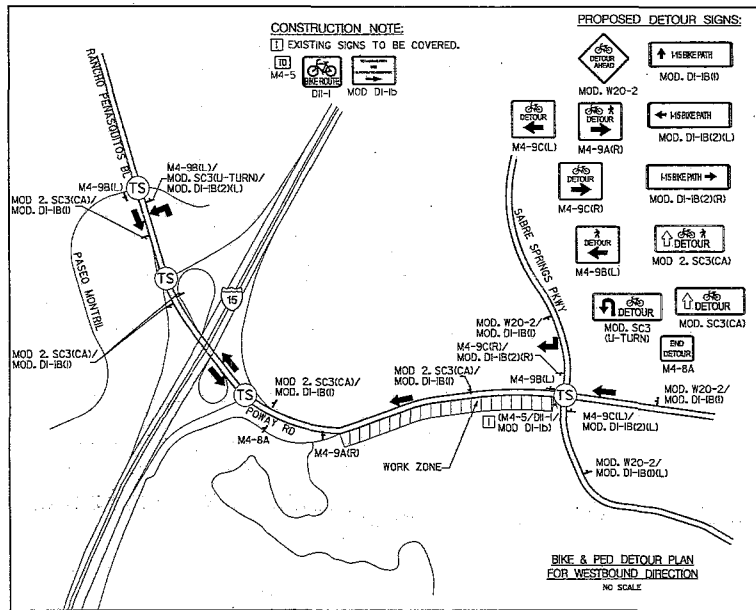 CONSTRUCTION NOTE:
1 EXISTING SIGNS TO BE COVERED.
TO
M4-5
BIKE ROUTE
D11-1
MOD D1-1b
PROPOSED DETOUR SIGNS:
DETOUR
AHEAD
MOD. W20-2
I-15 BIKE PATH
MOD. D1-1B(1)
DETOUR
M4-9C(L)
DETOUR
M4-9A(R)
I-15 BIKE PATH
MOD. D1-1B(2)(L)
DETOUR
M4-9C(R)
I-15 BIKE PATH
MOD. D1-1B(2)(R)
DETOUR
M4-9B(L)
DETOUR
MOD 2. SC3(CA)
DETOUR
MOD. SC3
(U-TURN)
DETOUR
MOD. SC3(CA)
END
DETOUR
M4-8A
RANCHO PENASQUITOS BL
M4-9B(L)/
MOD. SC3(U-TURN)/
MOD. D1-1B(2)(L)
M4-9B(L)
TS
MOD 2. SC3(CA)/
MOD. D1-1B(1)
PASEO MONTRIL
TS
15
MOD 2. SC3(CA)/
MOD. D1-1B(1)
SABRE SPRINGS PKWY
MOD. W20-2/
MOD. D1-1B(1)
M4-9C(R)/
MOD. D1-1B(2)(R)
MOD 2. SC3(CA)/
MOD. D1-1B(1)
M4-9B(L)
MOD 2. SC3(CA)/
MOD. D1-1B(1)
TS
TS
MOD. W20-2/
MOD. D1-1B(1)
POWAY RD
M4-8A
M4-9A(R)
1 (M4-5/D11-1/
MOD D1-1b)
M4-9C(L)/
MOD. D1-1B(2)(L)
WORK ZONE
MOD. W20-2/
MOD. D1-1B(1)(L)
BIKE & PED DETOUR PLAN
FOR WESTBOUND DIRECTION
NO SCALE